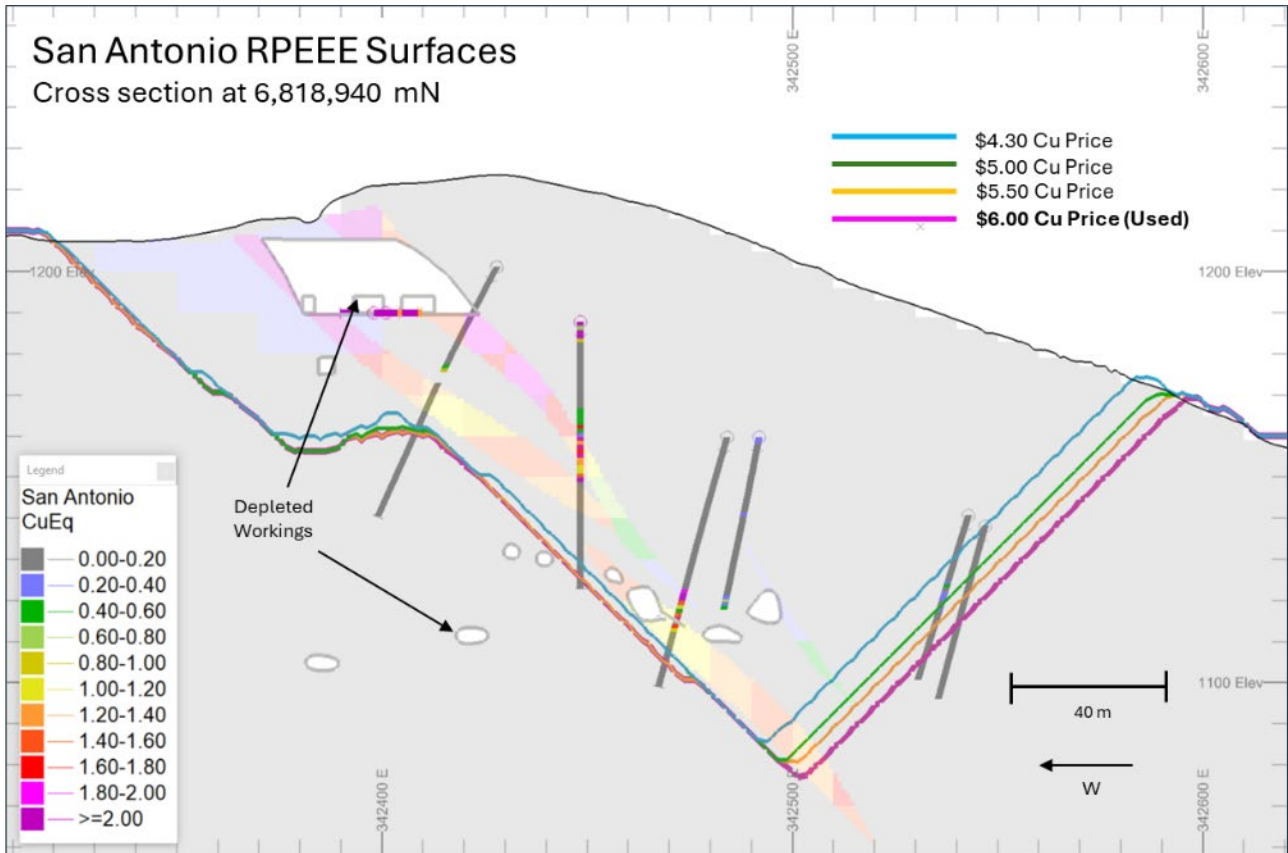 San Antonio RPEEE Surfaces
Cross section at 6,818,940 mN
342500 E
342600 E
$4.30 Cu Price
$5.00 Cu Price
$5.50 Cu Price
$6.00 Cu Price (Used)
1200 Elev
1200 Elev
Legend
San Antonio
CuEq
0.00-0.20
0.20-0.40
0.40-0.60
0.60-0.80
0.80-1.00
1.00-1.20
1.20-1.40
1.40-1.60
1.60-1.80
1.80-2.00
>=2.00
Depleted
Workings
1100 Elev
40 m
W
342400 E
342500 E
342600 E